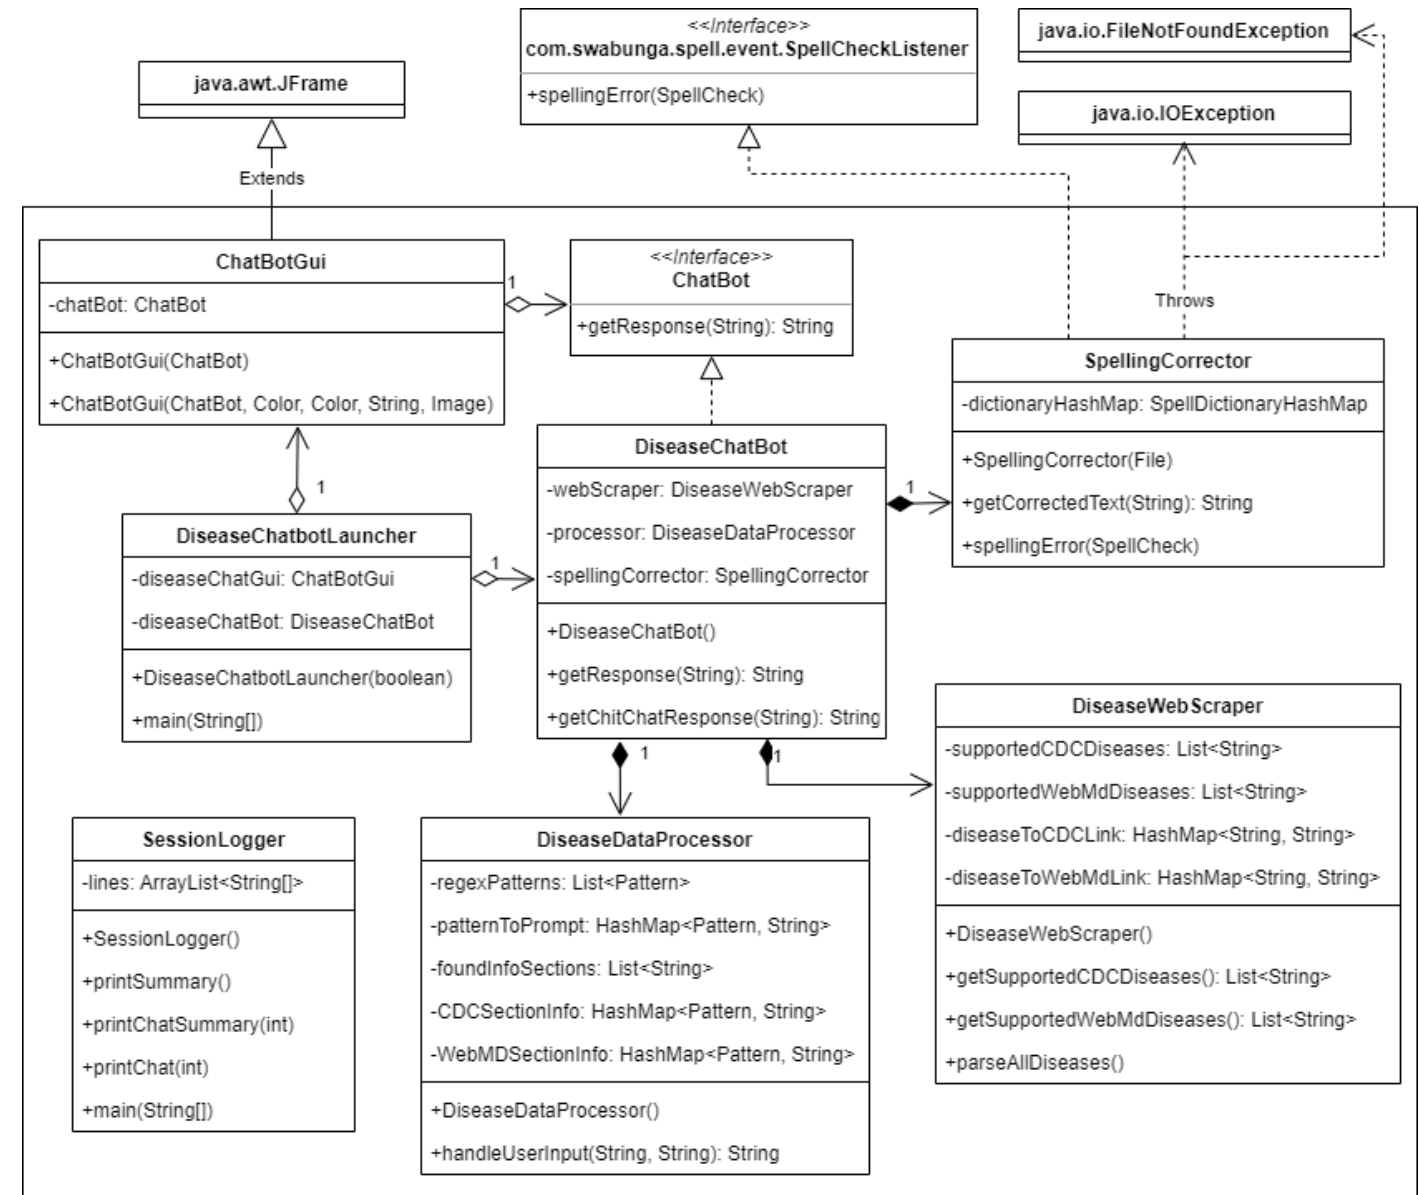 <<Interface>>
com.swabunga.spell.event.SpellCheckListener
+spellingError(SpellCheck)
java.io.FileNotFoundException
java.awt.JFrame
java.io.IOException
Extends
ChatBotGui
-chatBot: ChatBot
+ChatBotGui(ChatBot)
+ChatBotGui(ChatBot, Color, Color, String, Image)
1
<<Interface>>
ChatBot
+getResponse(String): String
Throws
SpellingCorrector
-dictionaryHashMap: SpellDictionaryHashMap
+SpellingCorrector(File)
+getCorrectedText(String): String
+spellingError(SpellCheck)
DiseaseChatBot
-webScraper: DiseaseWebScraper
-processor: DiseaseDataProcessor
-spellingCorrector: SpellingCorrector
+DiseaseChatBot()
+getResponse(String): String
+getChitChatResponse(String): String
1
1
DiseaseChatbotLauncher
-diseaseChatGui: ChatBotGui
-diseaseChatBot: DiseaseChatBot
+DiseaseChatbotLauncher(boolean)
+main(String[])
1
1
1
DiseaseWebScraper
-supportedCDCDiseases: List<String>
-supportedWebMdDiseases: List<String>
-diseaseToCDCLink: HashMap<String, String>
-diseaseToWebMdLink: HashMap<String, String>
+DiseaseWebScraper()
+getSupportedCDCDiseases(): List<String>
+getSupportedWebMdDiseases(): List<String>
+parseAllDiseases()
SessionLogger
-lines: ArrayList<String[]>
+SessionLogger()
+printSummary()
+printChatSummary(int)
+printChat(int)
+main(String[])
DiseaseDataProcessor
-regexPatterns: List<Pattern>
-patternToPrompt: HashMap<Pattern, String>
-foundInfoSections: List<String>
-CDCSectionInfo: HashMap<Pattern, String>
-WebMDSectionInfo: HashMap<Pattern, String>
+DiseaseDataProcessor()
+handleUserInput(String, String): String